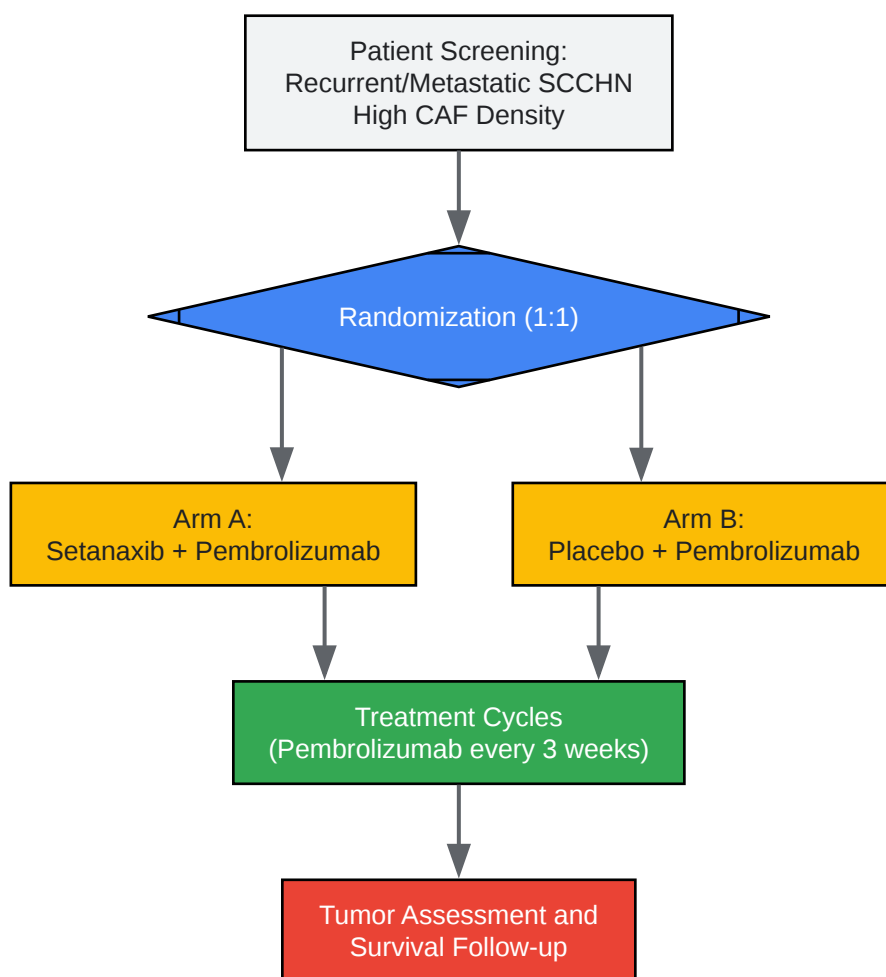 Patient Screening:
Recurrent/Metastatic SCCHN
High CAF Density
Randomization (1:1)
Arm A:
Setanaxib + Pembrolizumab
Arm B:
Placebo + Pembrolizumab
Treatment Cycles
(Pembrolizumab every 3 weeks)
Tumor Assessment and
Survival Follow-up